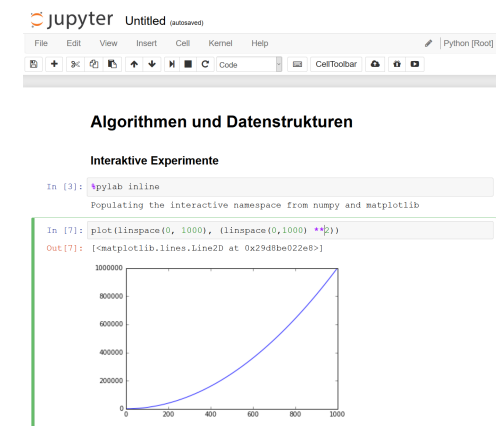 jupyter Untitled (autosaved)
File Edit View Insert Cell Kernel Help Python [Root]
Code CellToolbar
Algorithmen und Datenstrukturen
Interaktive Experimente
In [3]: %pylab inline
Populating the interactive namespace from numpy and matplotlib
In [7]: plot(linspace(0, 1000), (linspace(0,1000) **2))
Out[7]: [<matplotlib.lines.Line2D at 0x29d8be022e8>]
1000000
800000
600000
400000
200000
0
0 200 400 600 800 1000